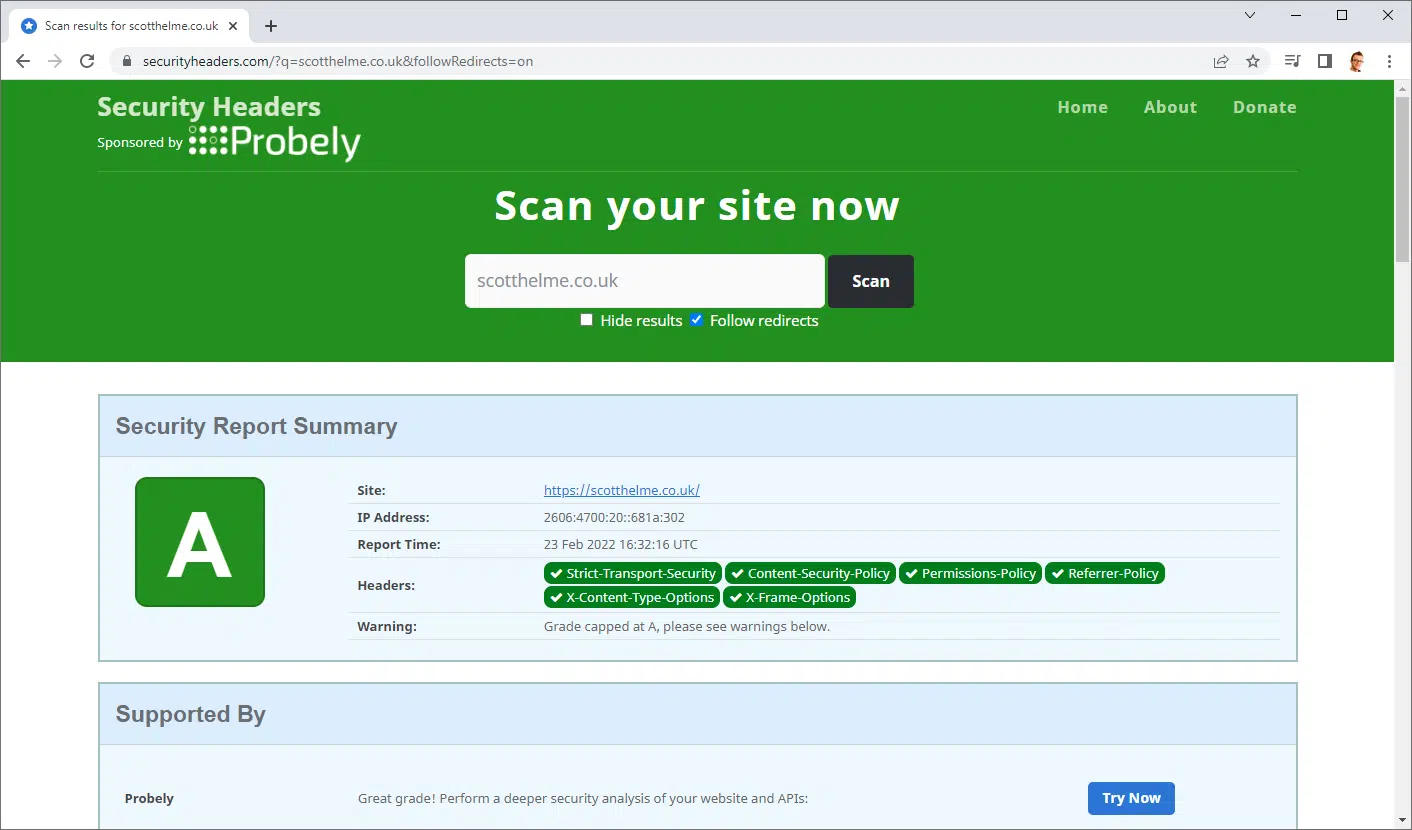 Scan results for scotthelme.co.uk
securityheaders.com/?q=scotthelme.co.uk&followRedirects=on
Security Headers
Home About Donate
Sponsored by Probely
Scan your site now
scotthelme.co.uk Scan
Hide results Follow redirects
Security Report Summary
A
Site: https://scotthelme.co.uk/
IP Address: 2606:4700:20::681a:302
Report Time: 23 Feb 2022 16:32:16 UTC
Headers: Strict-Transport-Security Content-Security-Policy Permissions-Policy Referrer-Policy
X-Content-Type-Options X-Frame-Options
Warning: Grade capped at A, please see warnings below.
Supported By
Probely Great grade! Perform a deeper security analysis of your website and APIs: Try Now